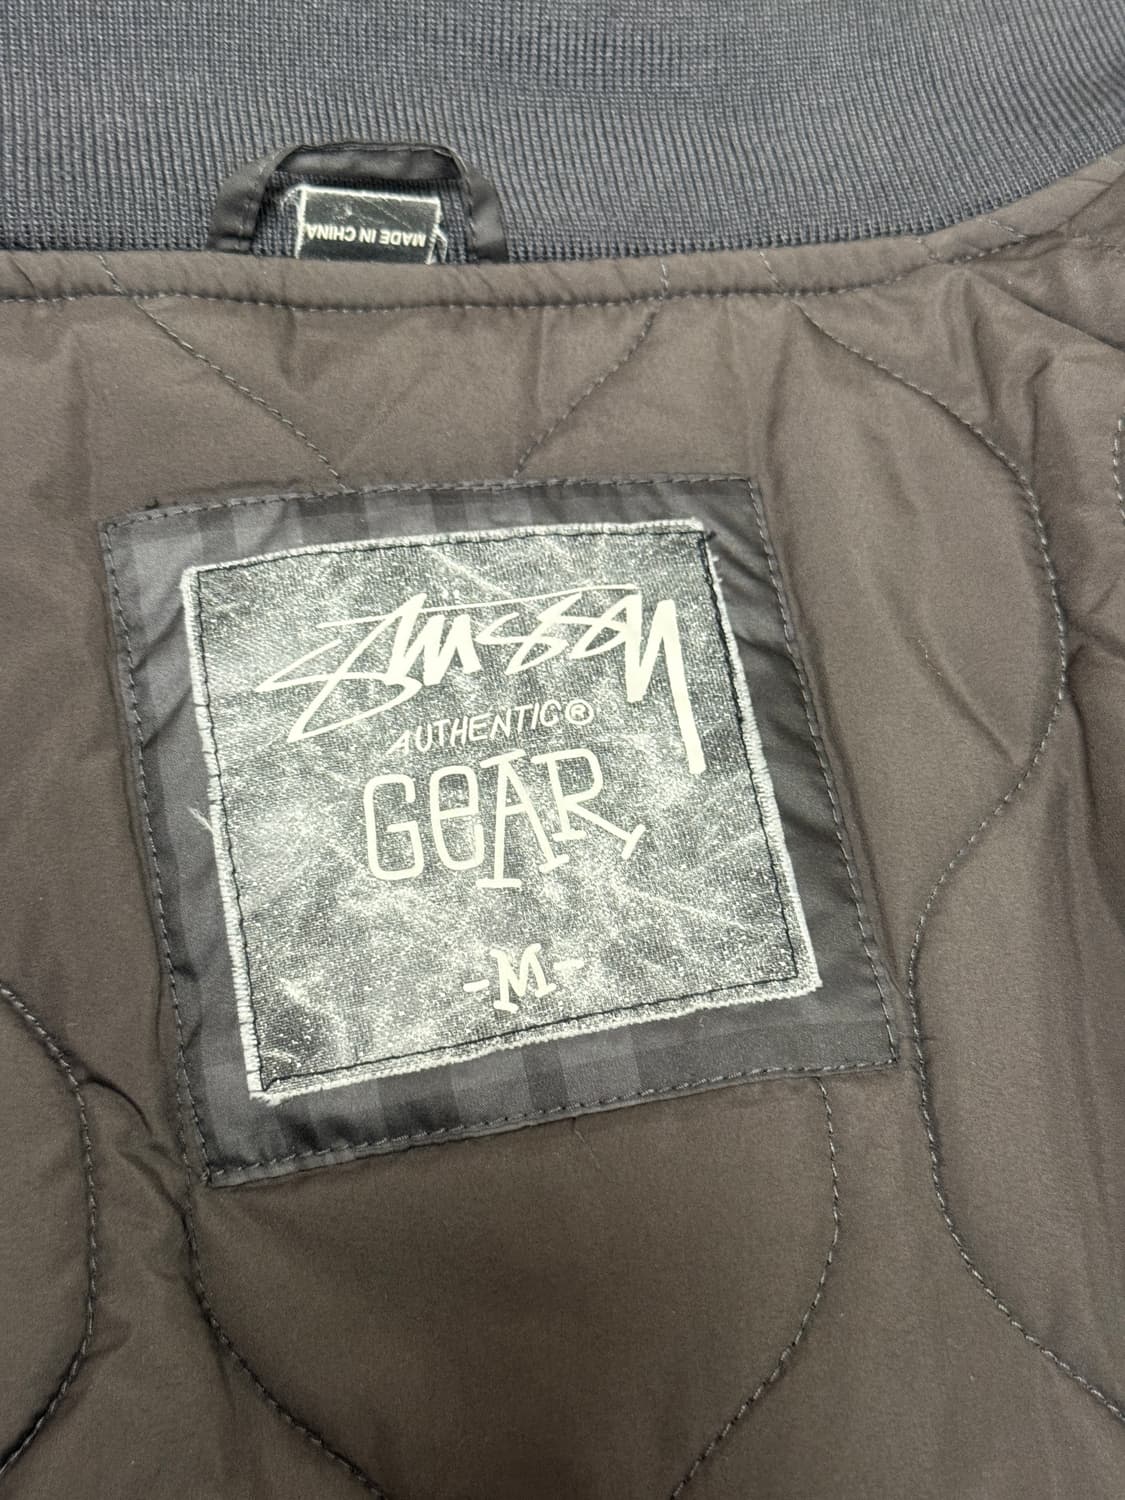 MADE IN CHINA
Stussy
AUTHENTIC®
GEAR
-M-